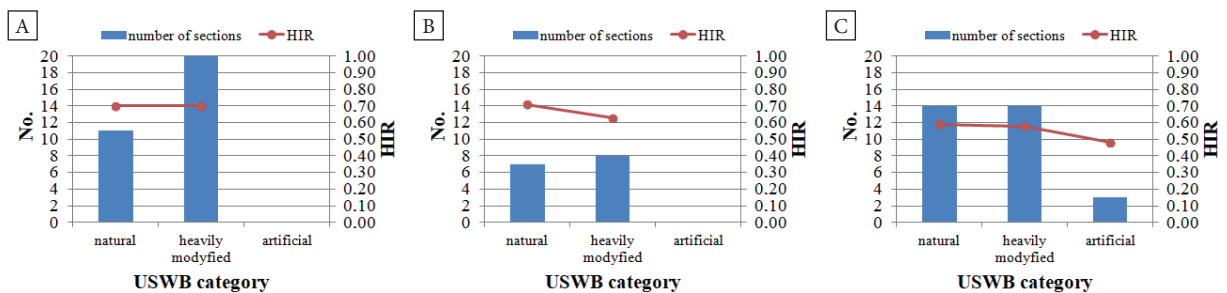 A
number of sections
HIR
No.
20
18
16
14
12
10
8
6
4
2
0
1.00
0.90
0.80
0.70
0.60
0.50
0.40
0.30
0.20
0.10
0.00
HIR
natural
heavily
modyfied
artificial
USWB category
B
number of sections
HIR
No.
20
18
16
14
12
10
8
6
4
2
0
1.00
0.90
0.80
0.70
0.60
0.50
0.40
0.30
0.20
0.10
0.00
HIR
natural
heavily
modyfied
artificial
USWB category
C
number of sections
HIR
No.
20
18
16
14
12
10
8
6
4
2
0
1.00
0.90
0.80
0.70
0.60
0.50
0.40
0.30
0.20
0.10
0.00
HIR
natural
heavily
modyfied
artificial
USWB category